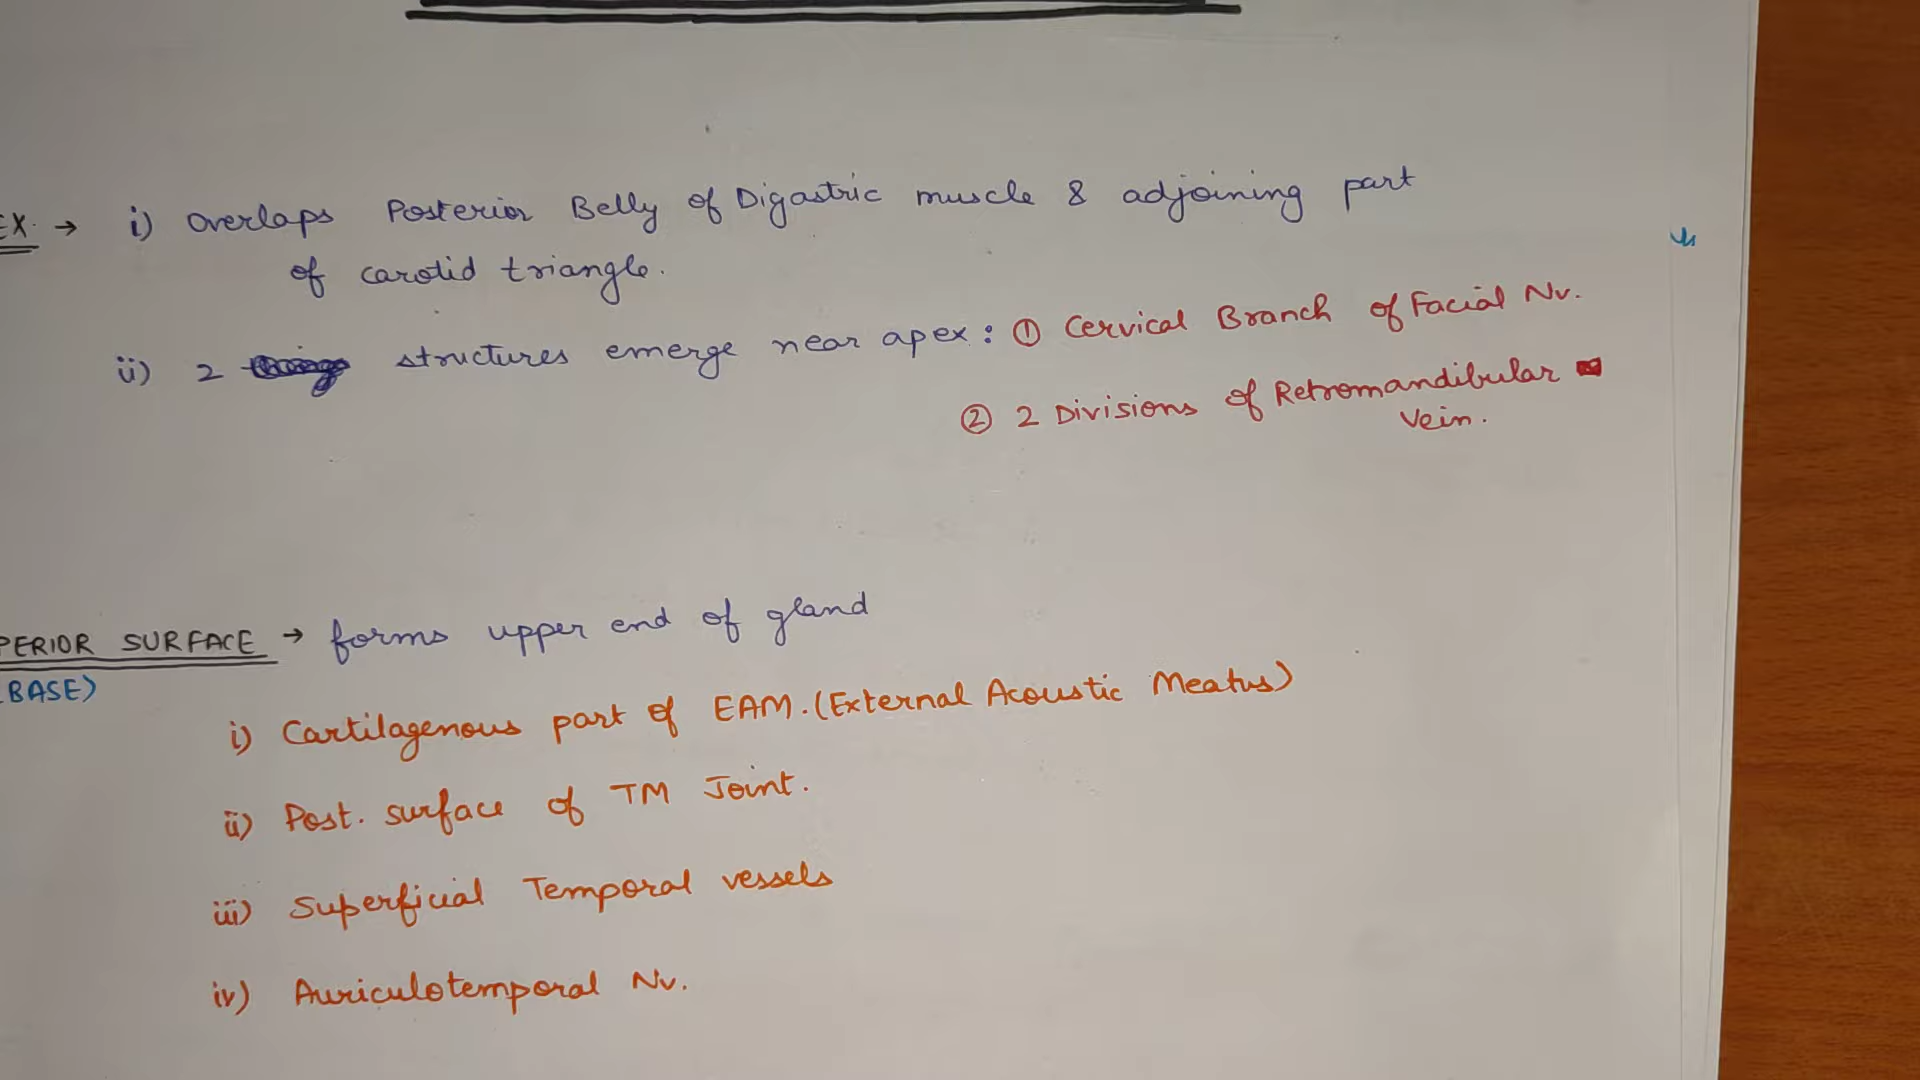 EX. → i) Overlaps Posterior Belly of Digastric muscle & adjoining part
of carotid triangle.
ii) 2 structures emerge near apex : ① Cervical Branch of Facial Nv.
② 2 Divisions of Retromandibular
Vein.
PERIOR SURFACE → forms upper end of gland
BASE)
i) Cartilagenous part of EAM. (External Acoustic Meatus)
ii) Post. surface of TM Joint.
iii) Superficial Temporal vessels
iv) Auriculotemporal Nv.